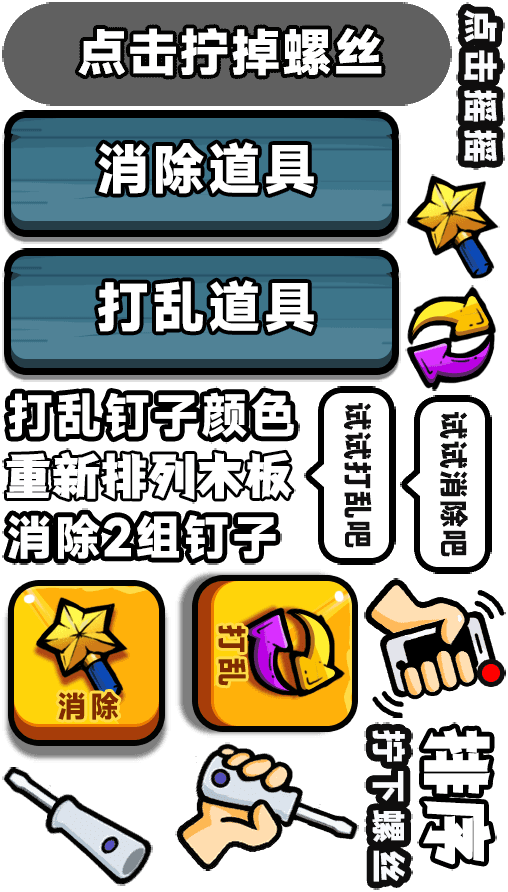 点击拧掉螺丝
点击摇摇
消除道具
打乱道具
打乱钉子颜色
重新排列木板
消除2组钉子
试试打乱吧
试试消除吧
消除
打乱
排序
拧下螺丝